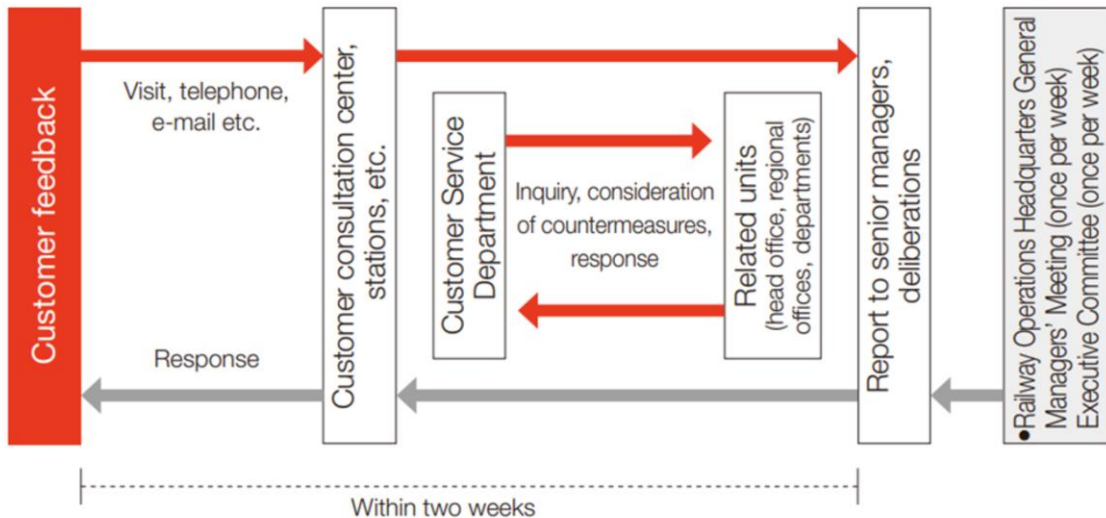 Customer feedback
Visit, telephone,
e-mail etc.
Response
Customer consultation center,
stations, etc.
Customer Service
Department
Inquiry, consideration
of countermeasures,
response
Related units
(head office, regional
offices, departments)
Report to senior managers,
deliberations
●Railway Operations Headquarters General
Managers’ Meeting (once per week)
Executive Committee (once per week)
Within two weeks